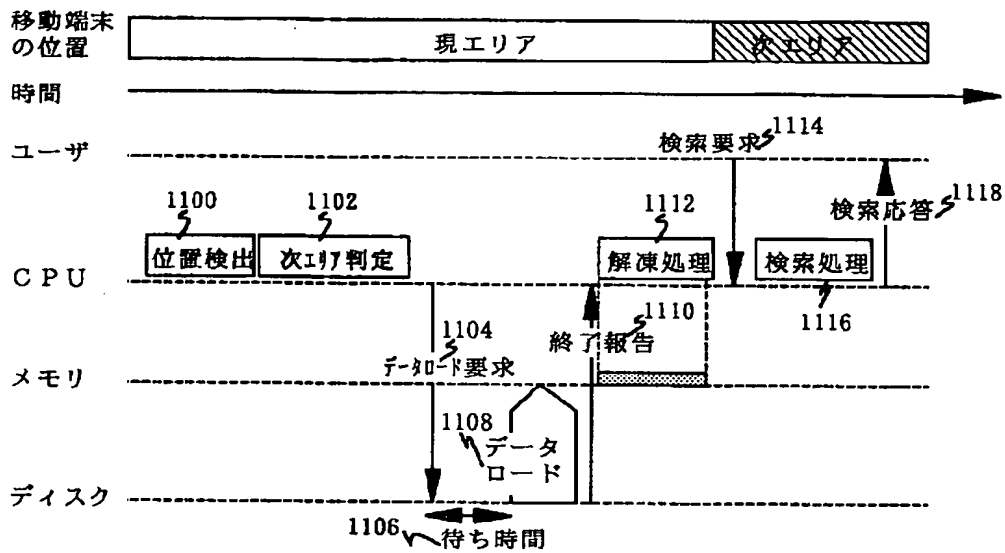 移動端末
の位置
現エリア
次エリア
時間
検索要求 1114
ユーザ
1100
1102
1112
検索応答 1118
位置検出
次エリア判定
解凍処理
検索処理
CPU
1116
1104
1110
終了報告
データロード要求
メモリ
1108
データ
ロード
ディスク
1106 待ち時間